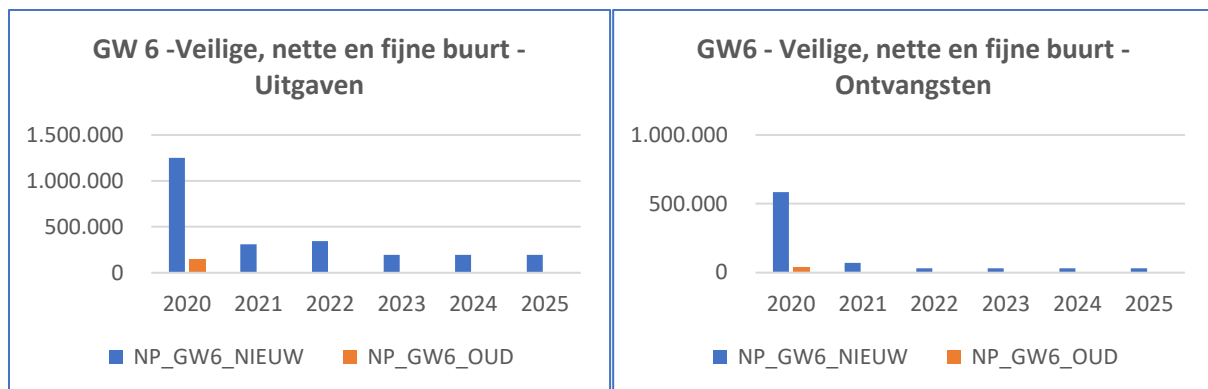 GW 6 -Veilige, nette en fijne buurt -
Uitgaven
1.500.000
1.000.000
500.000
0
2020 2021 2022 2023 2024 2025
NP_GW6_NIEUW NP_GW6_OUD
GW6 - Veilige, nette en fijne buurt -
Ontvangsten
1.000.000
500.000
0
2020 2021 2022 2023 2024 2025
NP_GW6_NIEUW NP_GW6_OUD